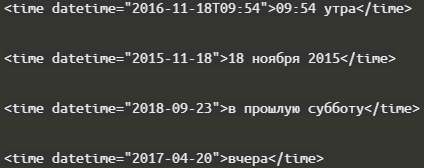 <time datetime="2016-11-18T09:54">09:54 утра</time>
<time datetime="2015-11-18">18 ноября 2015</time>
<time datetime="2018-09-23">в прошлую субботу</time>
<time datetime="2017-04-20">вчера</time>